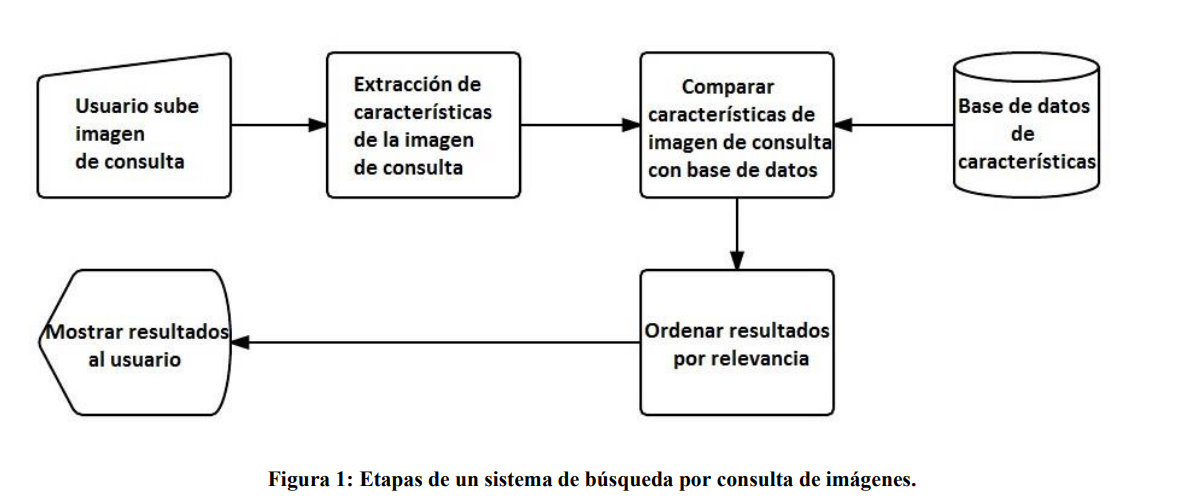 Usuario sube
imagen
de consulta
Extracción de
características
de la imagen
de consulta
Comparar
características de
imagen de consulta
con base de datos
Base de datos
de
características
Mostrar resultados
al usuario
Ordenar resultados
por relevancia
Figura 1: Etapas de un sistema de búsqueda por consulta de imágenes.